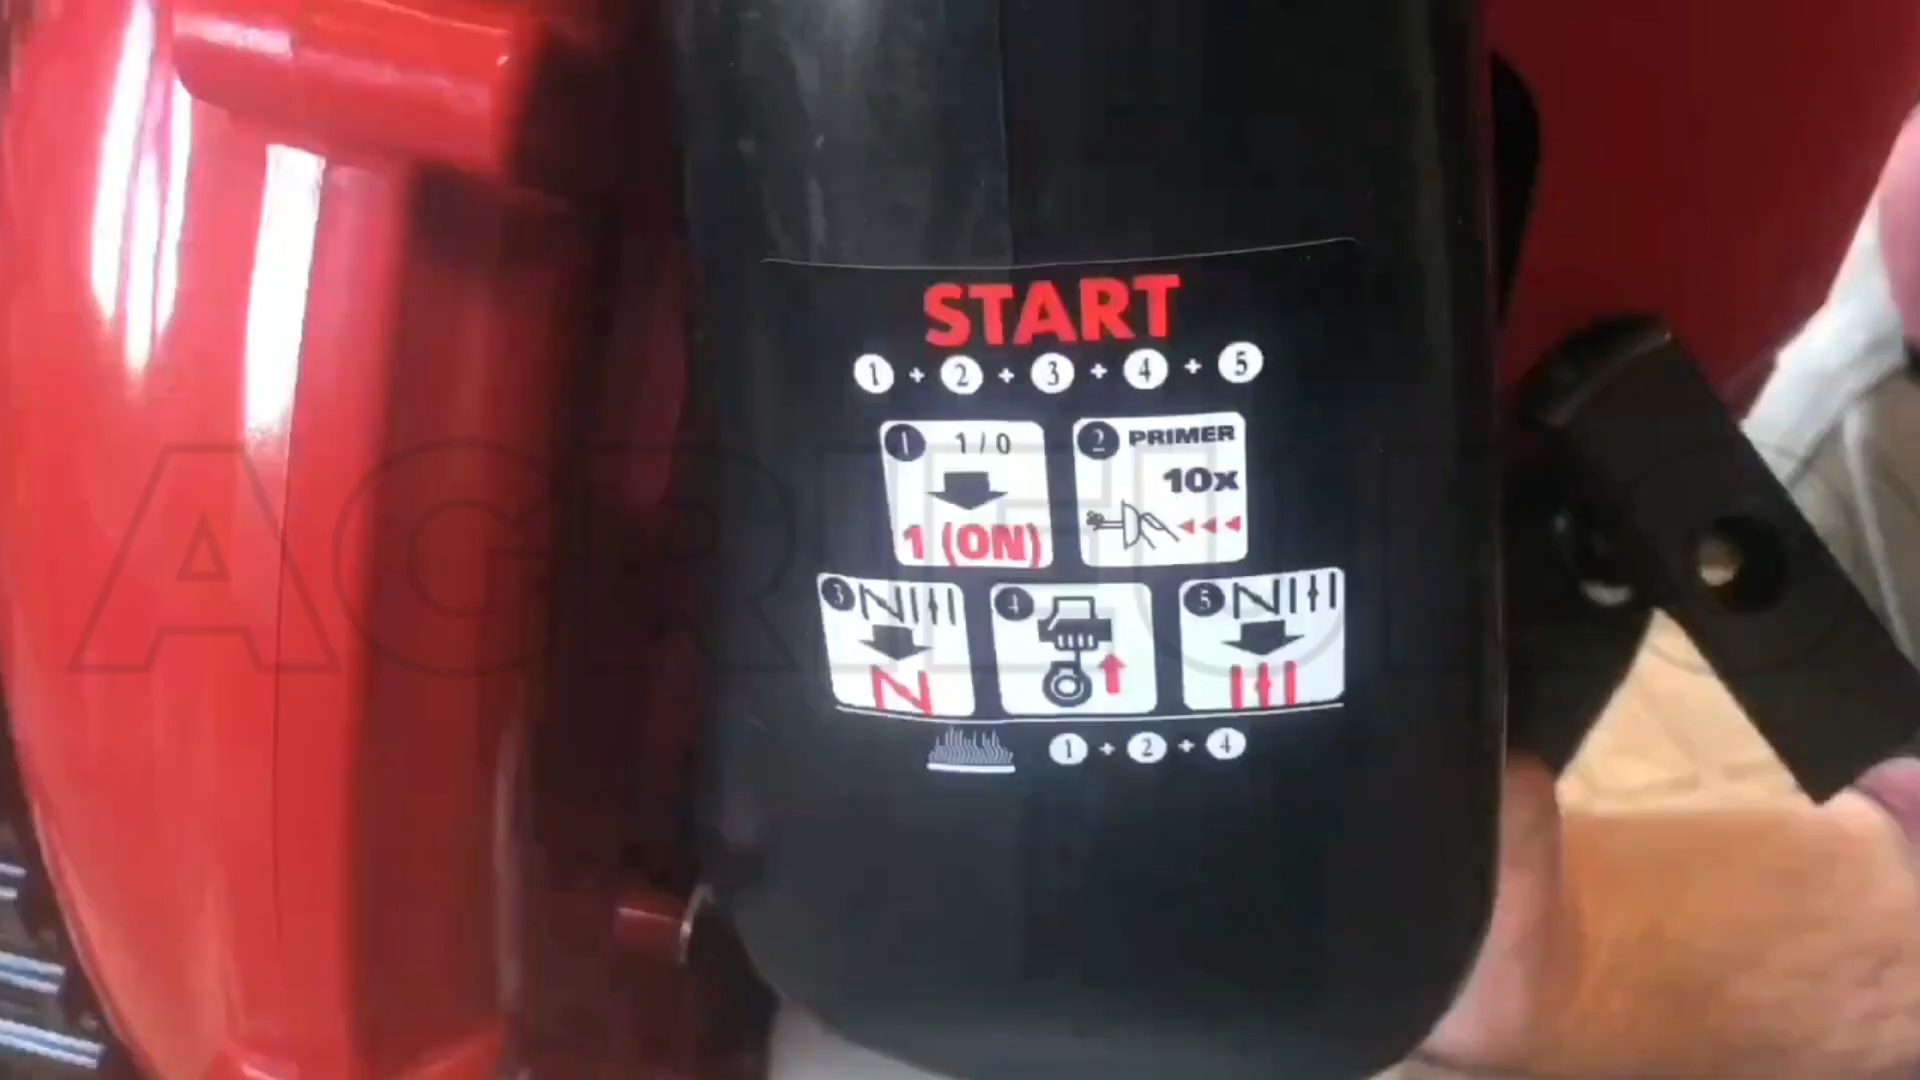 START
1 + 2 + 3 + 4 + 5
1 1/0
1 (ON)
2 PRIMER
10x
3
4
5
1 + 2 + 4